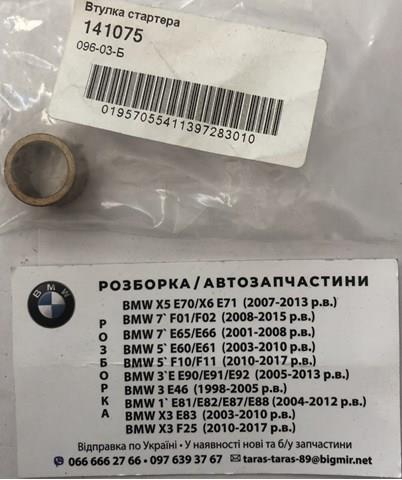 Втулка стартера
141075
096-03-Б
01957055411397283010
BMW
РОЗБОРКА / АВТОЗАПЧАСТИНИ
РОЗБОРКА
BMW X5 E70/X6 E71 (2007-2013 р.в.)
BMW 7` F01/F02 (2008-2015 р.в.)
BMW 7` E65/E66 (2001-2008 р.в.)
BMW 5` E60/E61 (2003-2010 р.в.)
BMW 5` F10/F11 (2010-2017 р.в.)
BMW 3`E E90/E91/E92 (2005-2013 р.в.)
BMW 3 E46 (1998-2005 р.в.)
BMW 1` E81/E82/E87/E88 (2004-2012 р.в.)
BMW X3 E83 (2003-2010 р.в.)
BMW X3 F25 (2010-2017 р.в.)
Відправка по Україні • У наявності нові та б/у запчастини
066 666 27 66 • 097 639 37 67 taras-taras-89@bigmir.net